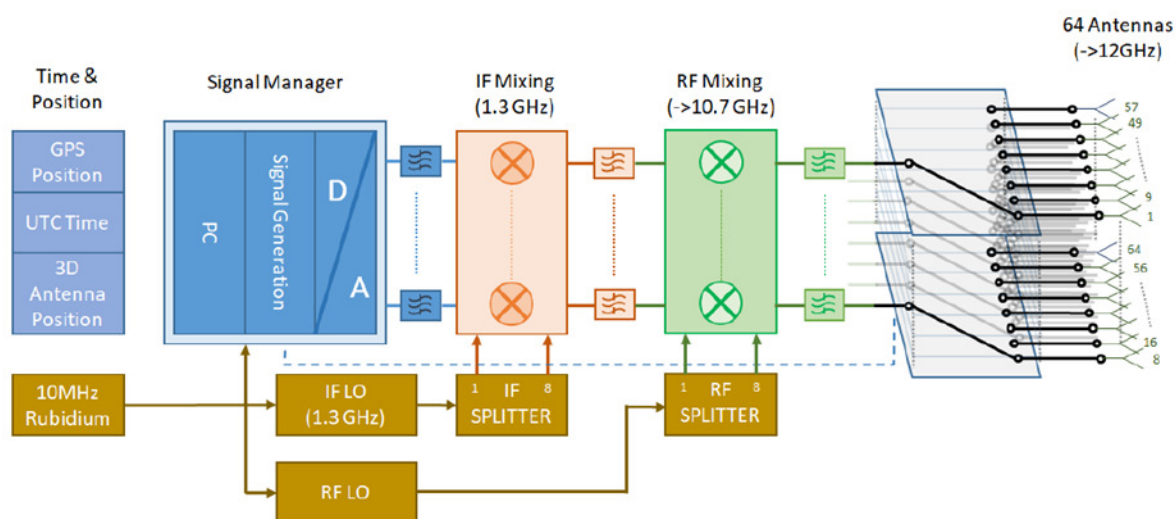 64 Antennas
(->12GHz)
Time &
Position
Signal Manager
IF Mixing
(1.3 GHz)
RF Mixing
(->10.7 GHz)
GPS
Position
UTC Time
3D
Antenna
Position
PC
Signal Generation
D
A
57
49
9
1
64
56
16
8
10MHz
Rubidium
IF LO
(1.3 GHz)
1 IF 8
SPLITTER
1 RF 8
SPLITTER
RF LO